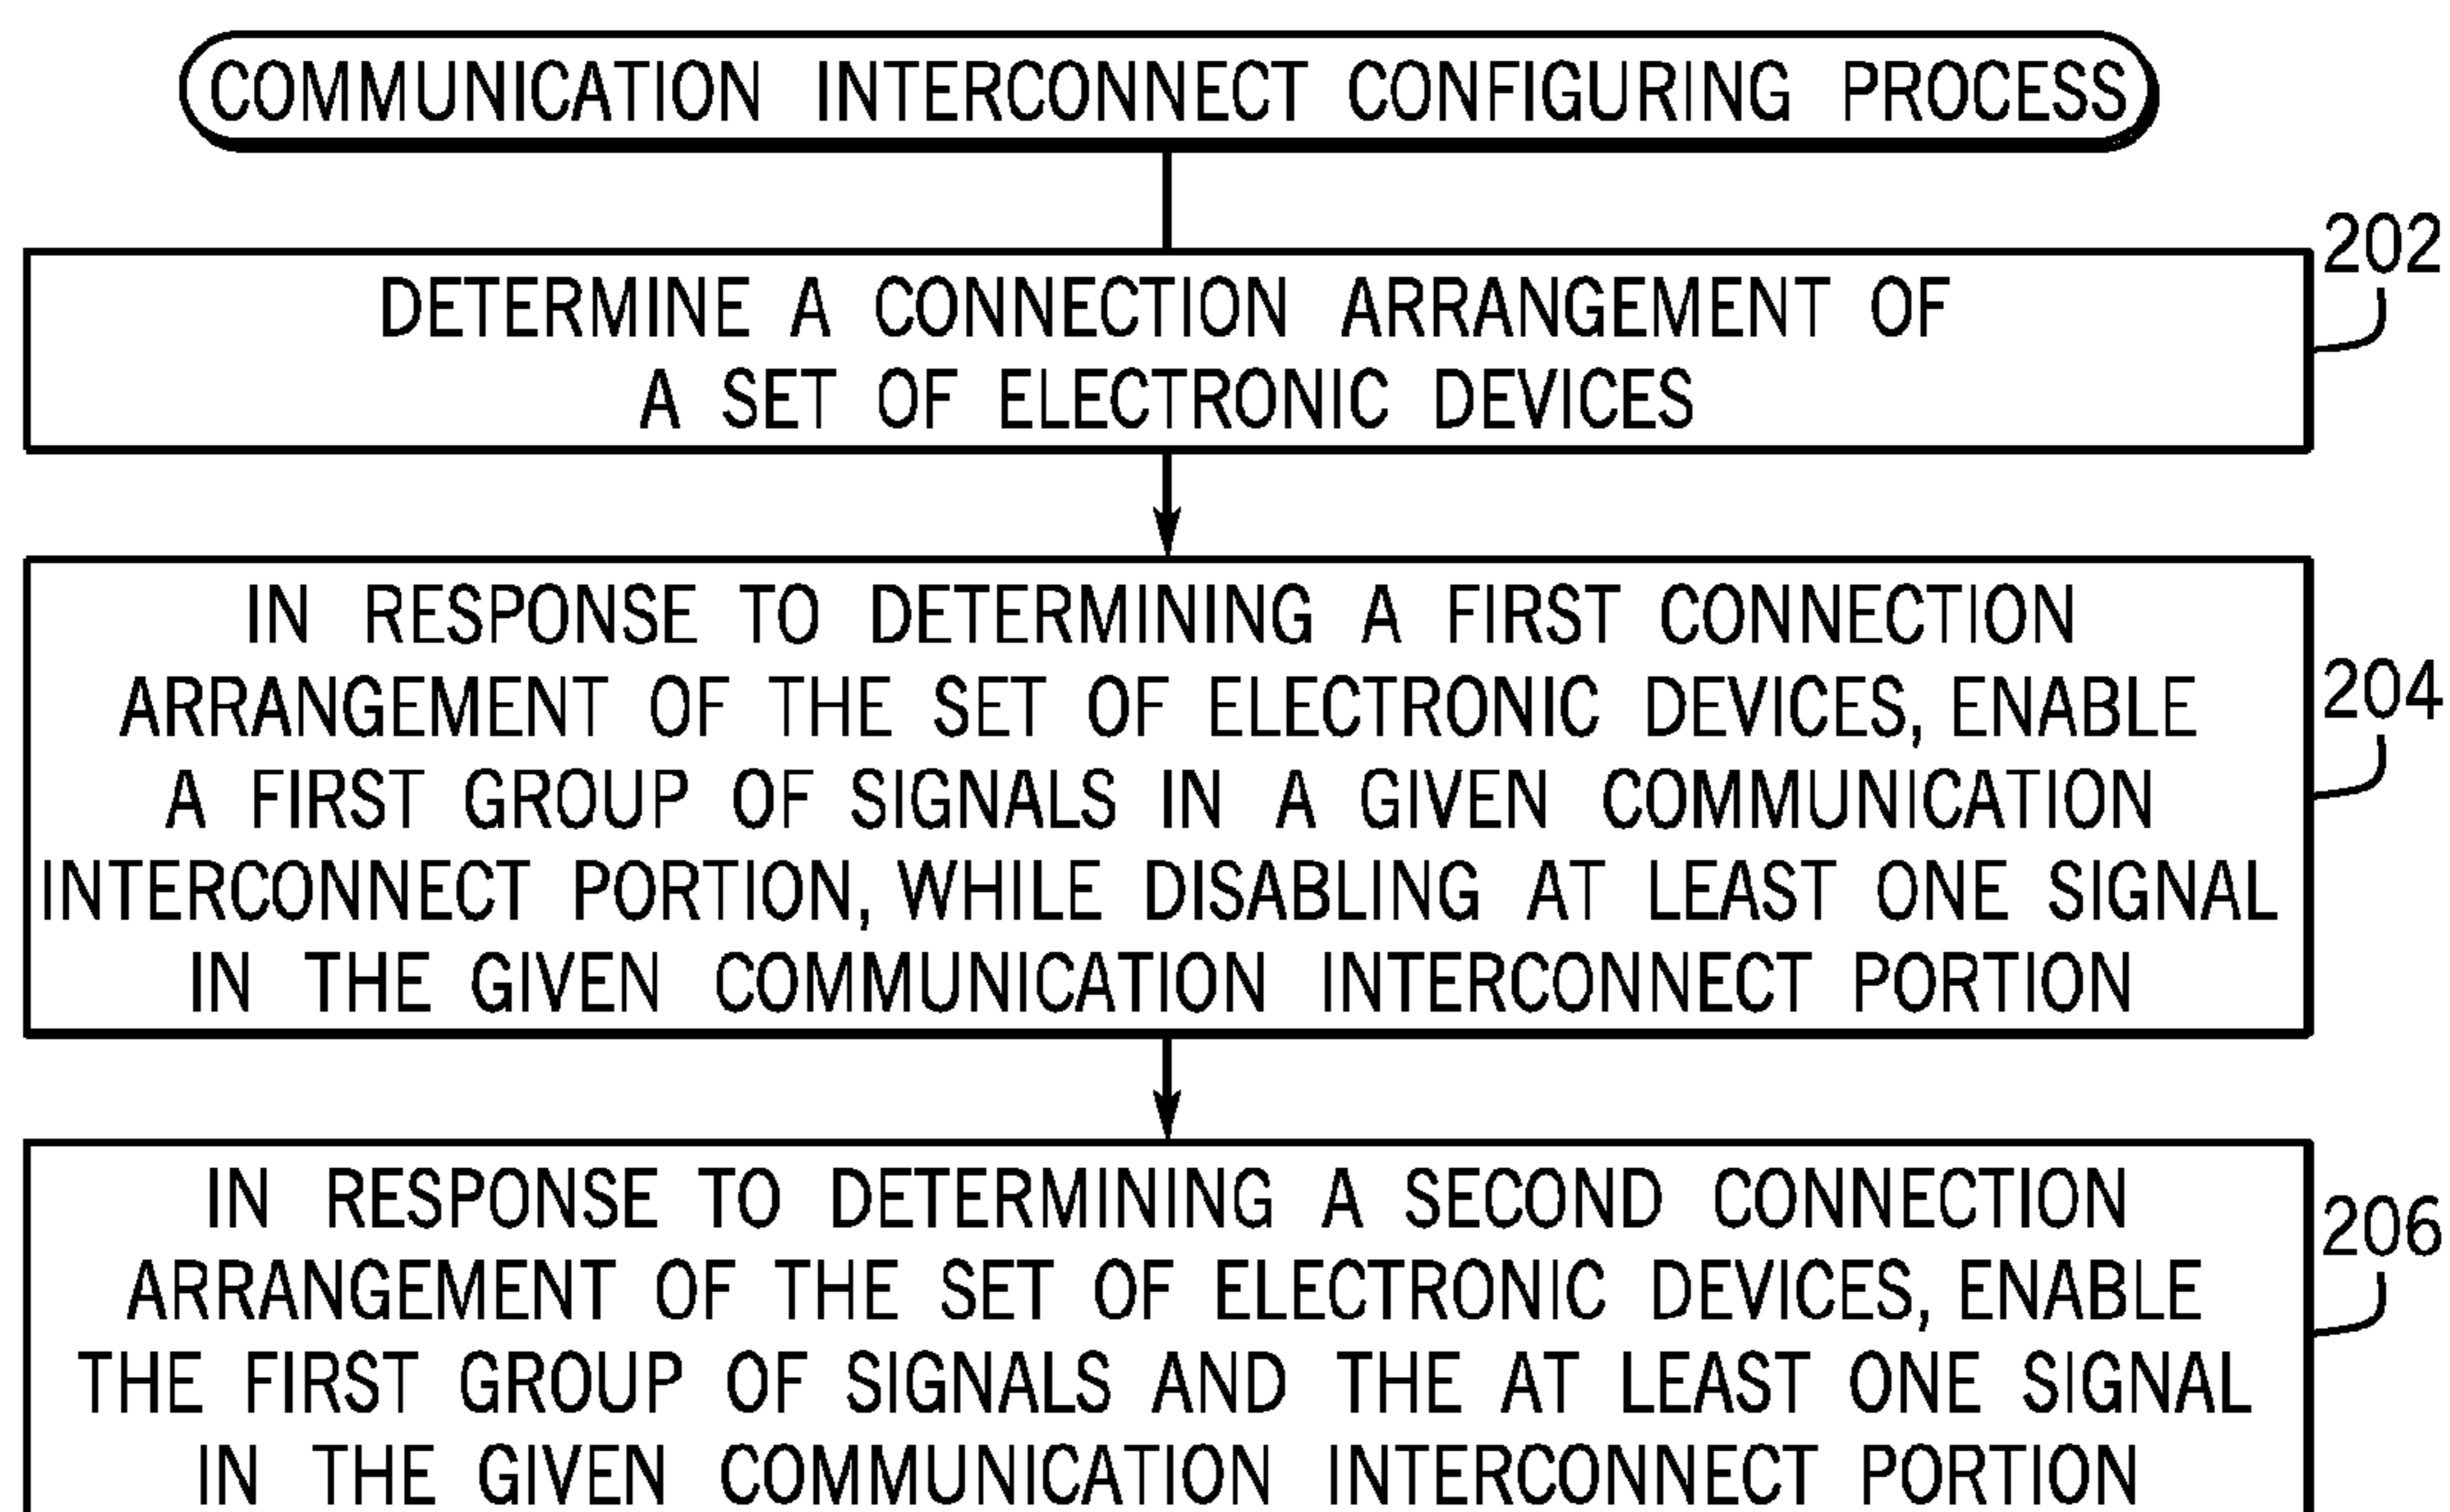 COMMUNICATION INTERCONNECT CONFIGURING PROCESS
202
DETERMINE A CONNECTION ARRANGEMENT OF
A SET OF ELECTRONIC DEVICES
IN RESPONSE TO DETERMINING A FIRST CONNECTION
ARRANGEMENT OF THE SET OF ELECTRONIC DEVICES, ENABLE
204
A FIRST GROUP OF SIGNALS IN A GIVEN COMMUNICATION
INTERCONNECT PORTION, WHILE DISABLING AT LEAST ONE SIGNAL
IN THE GIVEN COMMUNICATION INTERCONNECT PORTION
IN RESPONSE TO DETERMINING A SECOND CONNECTION
206
ARRANGEMENT OF THE SET OF ELECTRONIC DEVICES, ENABLE
THE FIRST GROUP OF SIGNALS AND THE AT LEAST ONE SIGNAL
IN THE GIVEN COMMUNICATION INTERCONNECT PORTION